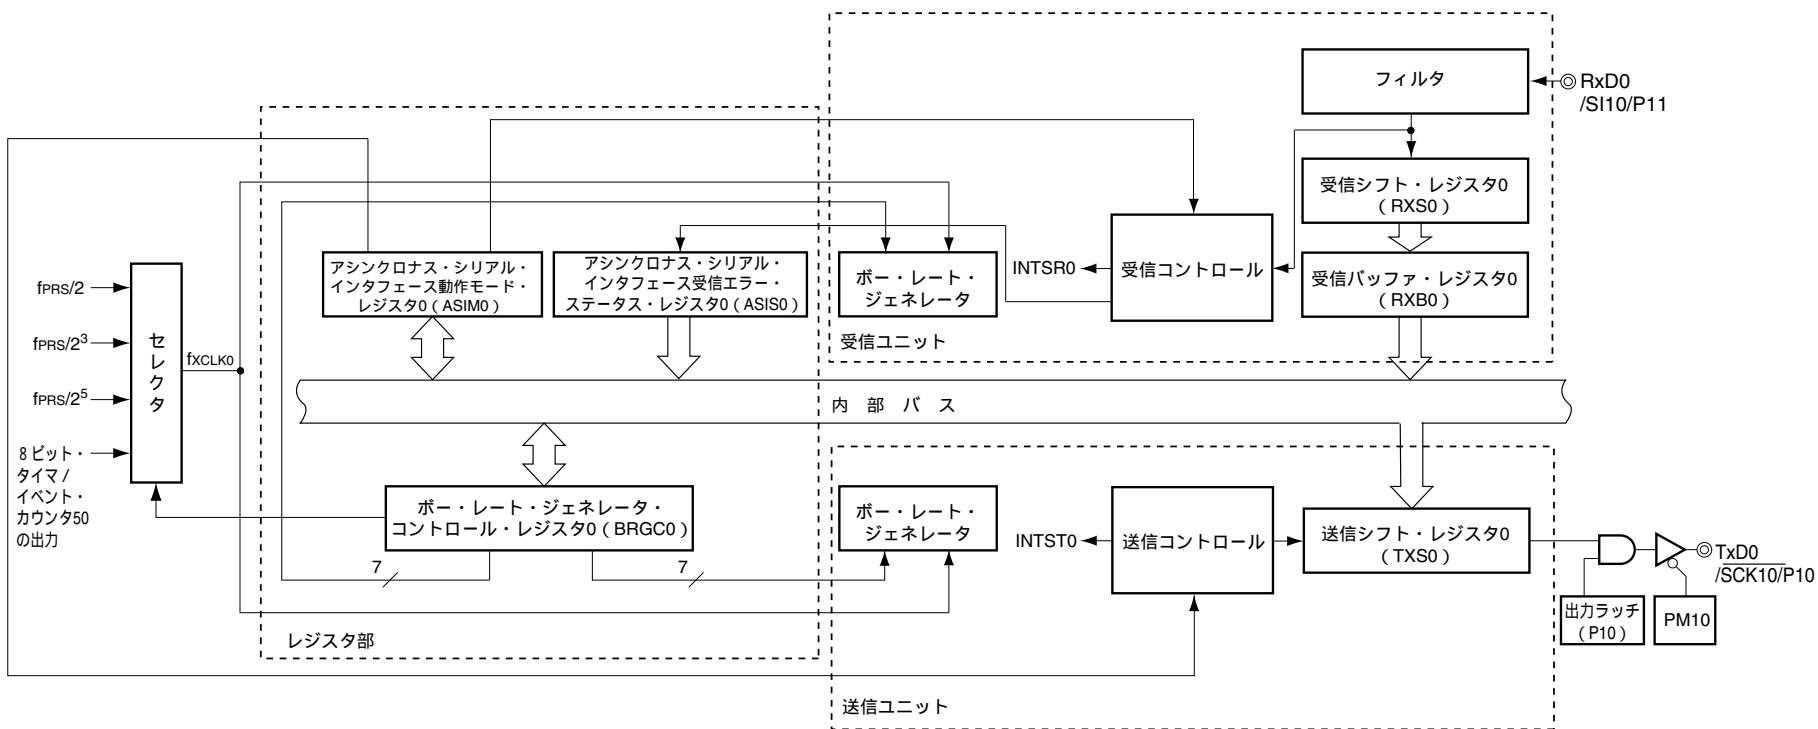 フィルタ
RxD0
/SI10/P11
受信シフト・レジスタ0
（RXS0）
アシンクロナス・シリアル・
インタフェース動作モード・
レジスタ0（ASIM0）
アシンクロナス・シリアル・
インタフェース受信エラー・
ステータス・レジスタ0（ASIS0）
ボー・レート・
ジェネレータ
INTSR0
受信コントロール
受信バッファ・レジスタ0
（RXB0）
受信ユニット
fPRS/2
fPRS/2³
fPRS/2⁵
8ビット・
タイマ/
イベント・
カウンタ50
の出力
セレクタ
fXCLK0
内 部 バ ス
ボー・レート・ジェネレータ・
コントロール・レジスタ0（BRGC0）
7
7
ボー・レート・
ジェネレータ
INTST0
送信コントロール
送信シフト・レジスタ0
（TXS0）
TxD0
/SCK10/P10
出力ラッチ
（P10）
PM10
レジスタ部
送信ユニット